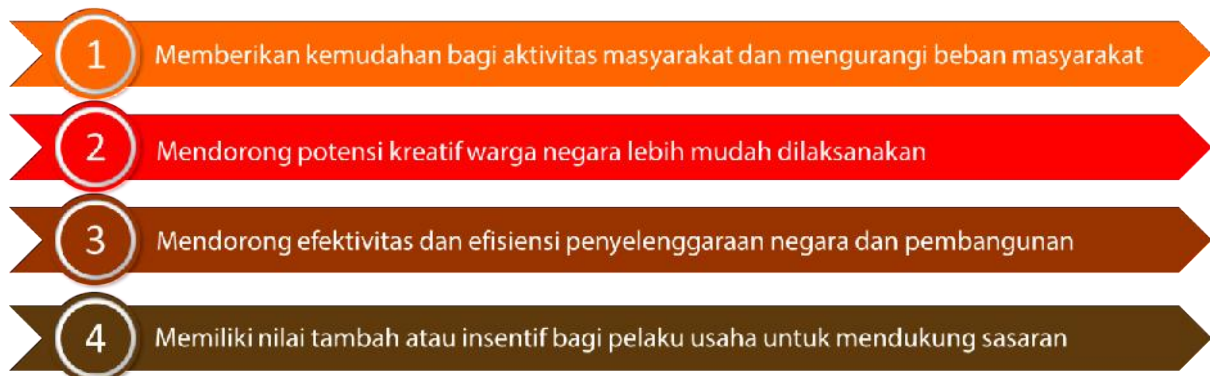 1 Memberikan kemudahan bagi aktivitas masyarakat dan mengurangi beban masyarakat
2 Mendorong potensi kreatif warga negara lebih mudah dilaksanakan
3 Mendorong efektivitas dan efisiensi penyelenggaraan negara dan pembangunan
4 Memiliki nilai tambah atau insentif bagi pelaku usaha untuk mendukung sasaran